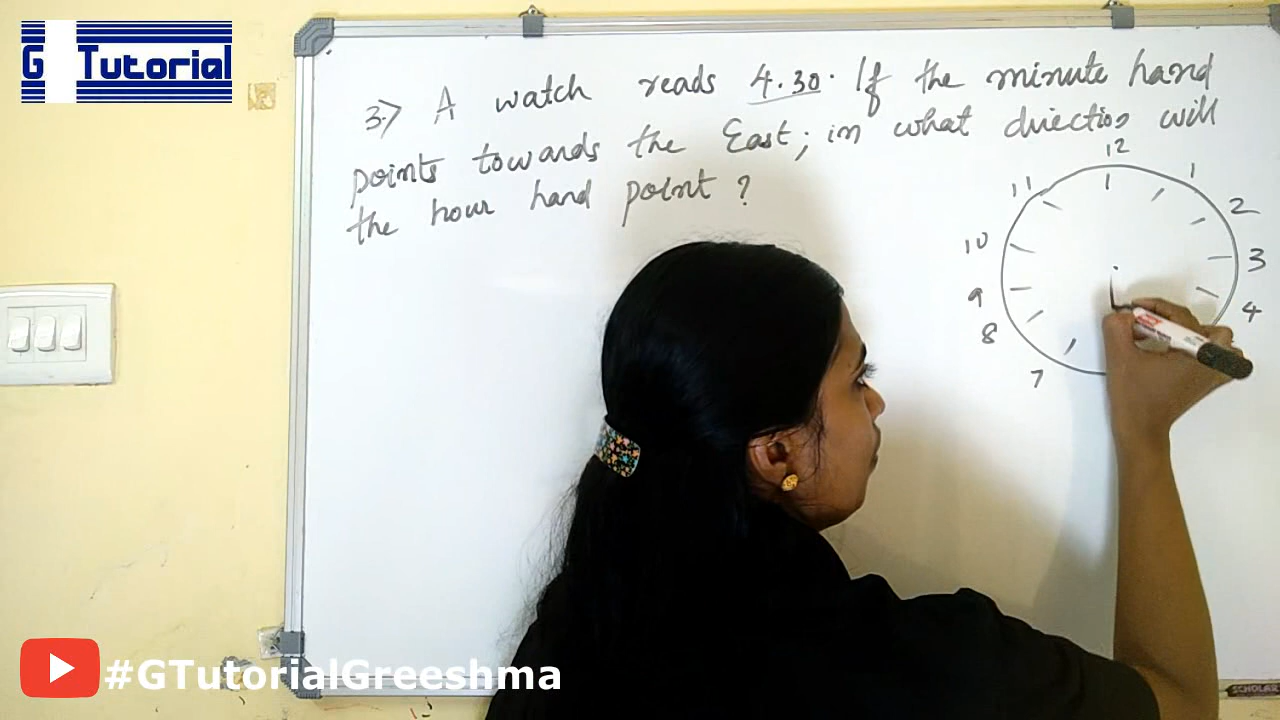 G Tutorial
3.) A watch reads 4.30. If the minute hand
points towards the East; in what direction will
the hour hand point ?
12
11
1
10
2
9
3
8
4
7
#GTutorialGreeshma
SCHOLAR